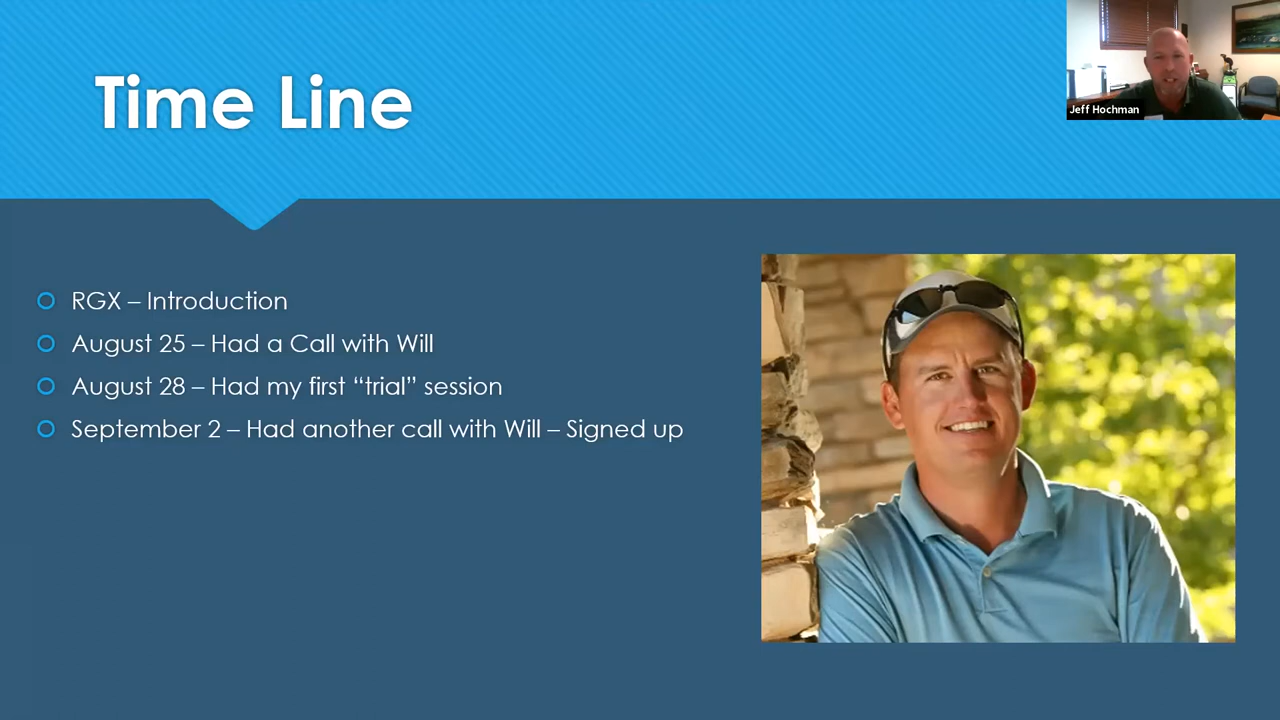 Time Line
Jeff Hochman
RGX – Introduction
August 25 – Had a Call with Will
August 28 – Had my first “trial” session
September 2 – Had another call with Will – Signed up